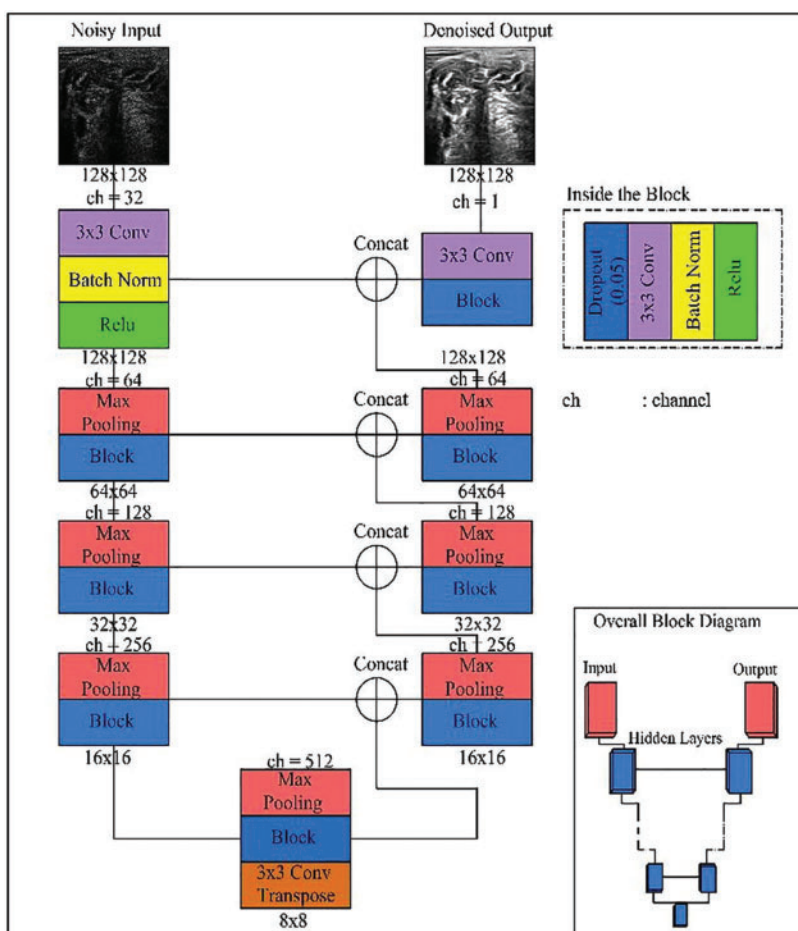 Noisy Input
Denoised Output
128x128
ch = 32
3x3 Conv
Batch Norm
Relu
128x128
ch = 64
Max
Pooling
Block
64x64
ch = 128
Max
Pooling
Block
32x32
ch = 256
Max
Pooling
Block
16x16
ch = 512
Max
Pooling
Block
3x3 Conv
Transpose
8x8
Concat
Concat
Concat
Concat
128x128
ch = 1
3x3 Conv
Block
128x128
ch = 64
Max
Pooling
Block
64x64
ch = 128
Max
Pooling
Block
32x32
ch = 256
Max
Pooling
Block
16x16
Inside the Block
Dropout
(0.05)
3x3 Conv
Batch Norm
Relu
ch : channel
Overall Block Diagram
Input
Output
Hidden Layers